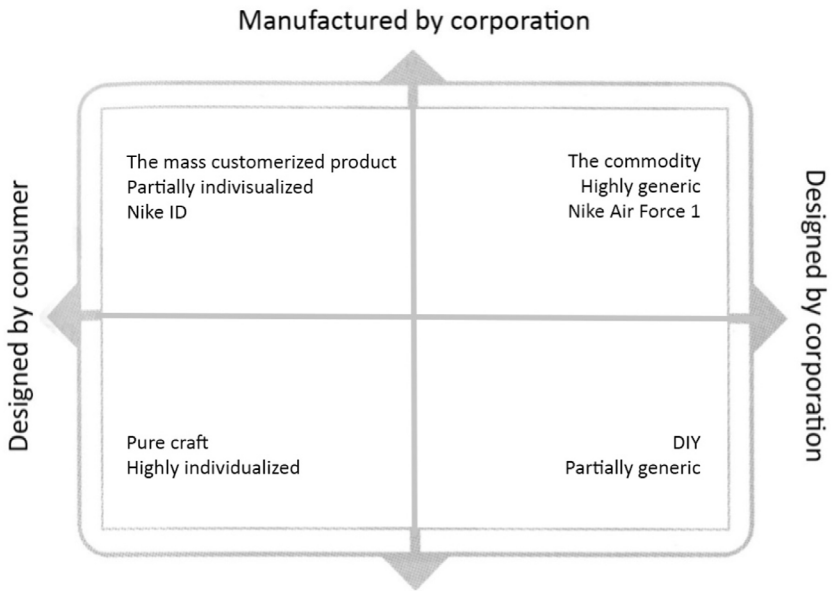 Manufactured by corporation
Designed by consumer
The mass customerized product
Partially indivisualized
Nike ID
The commodity
Highly generic
Nike Air Force 1
Designed by corporation
Pure craft
Highly individualized
DIY
Partially generic